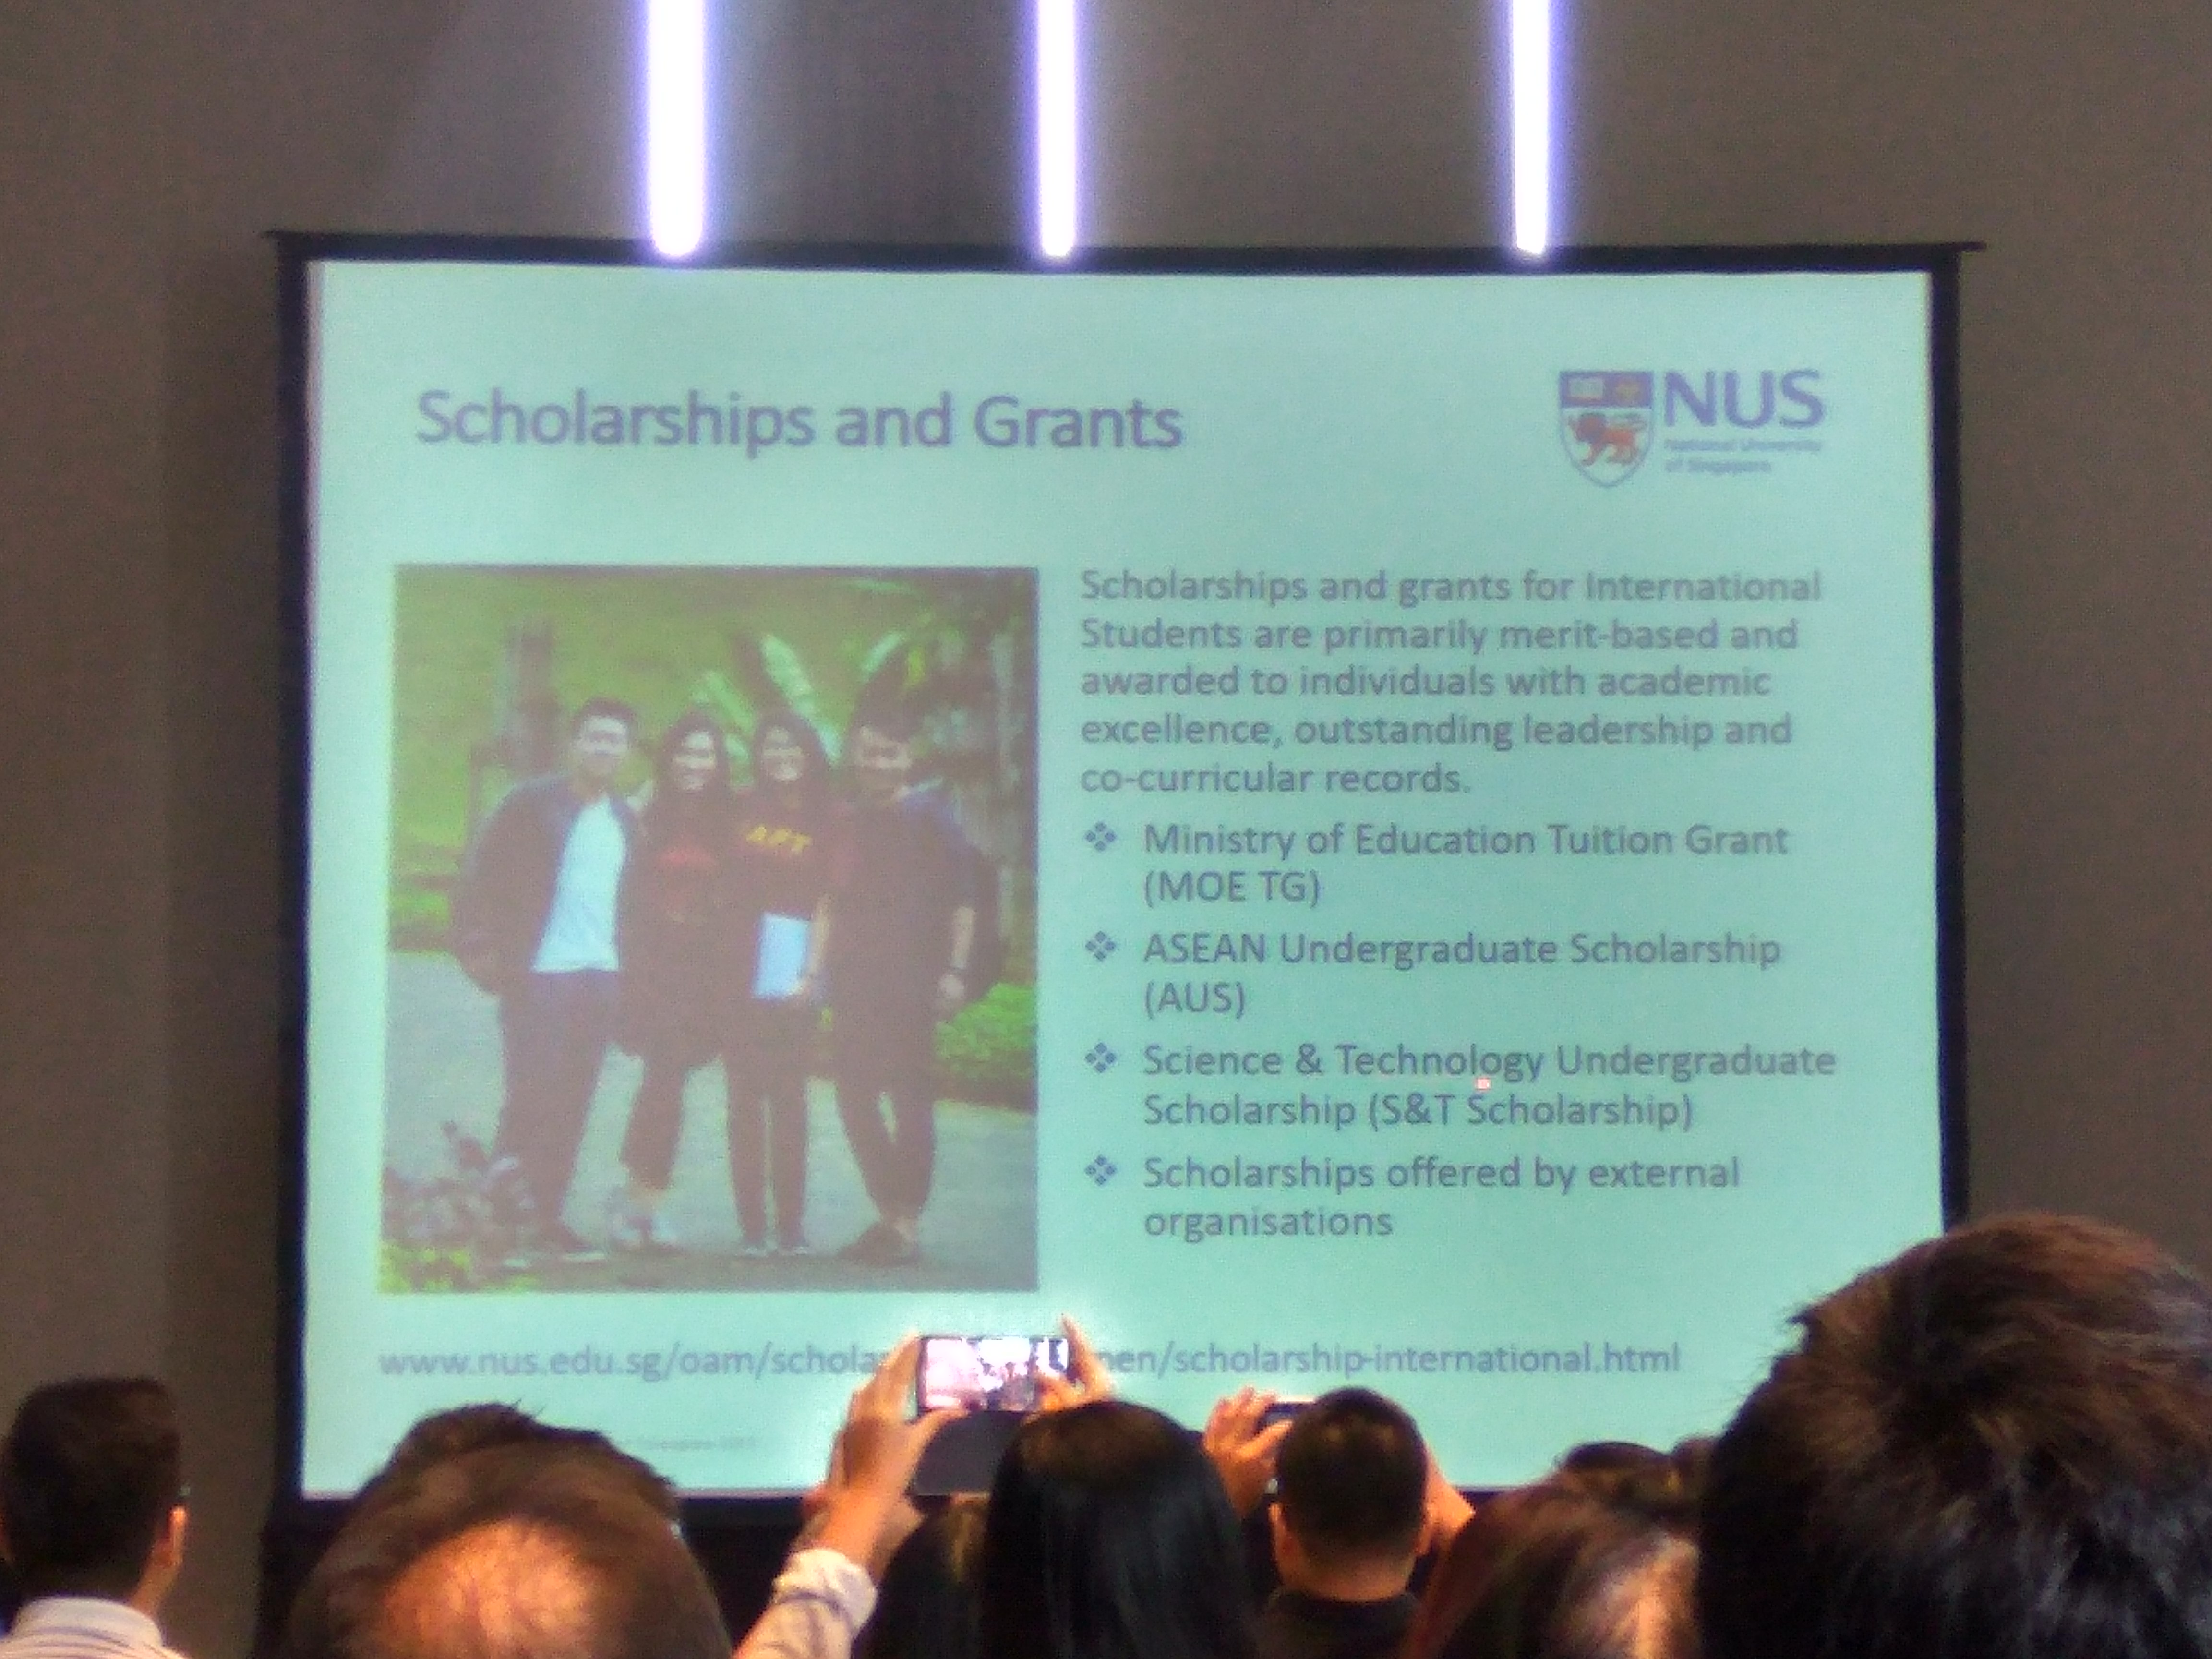 Scholarships and Grants
NUS
National University
of Singapore
Scholarships and grants for International
Students are primarily merit-based and
awarded to individuals with academic
excellence, outstanding leadership and
co-curricular records.
❖ Ministry of Education Tuition Grant
(MOE TG)
❖ ASEAN Undergraduate Scholarship
(AUS)
❖ Science & Technology Undergraduate
Scholarship (S&T Scholarship)
❖ Scholarships offered by external
organisations
www.nus.edu.sg/oam/schola pen/scholarship-international.html